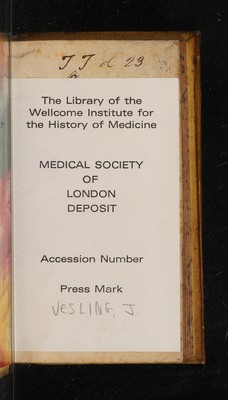 TT d 23
The Library of the
Wellcome Institute for
the History of Medicine
MEDICAL SOCIETY
OF
LONDON
DEPOSIT
Accession Number
Press Mark
VESLING, J